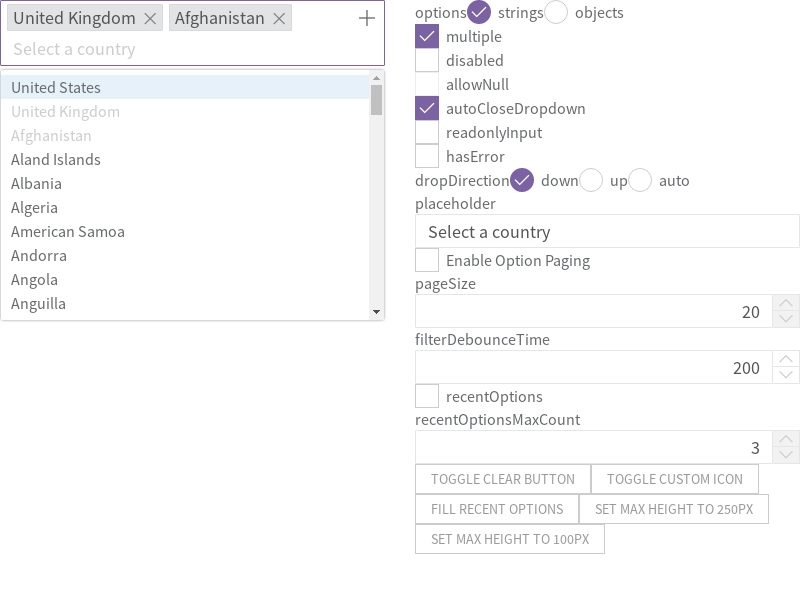 United Kingdom Afghanistan
Select a country
United States
United Kingdom
Afghanistan
Aland Islands
Albania
Algeria
American Samoa
Andorra
Angola
Anguilla
options strings objects
multiple
disabled
allowNull
autoCloseDropdown
readonlyInput
hasError
dropDirection down up auto
placeholder
Select a country
Enable Option Paging
pageSize
20
filterDebounceTime
200
recentOptions
recentOptionsMaxCount
3
TOGGLE CLEAR BUTTON TOGGLE CUSTOM ICON
FILL RECENT OPTIONS SET MAX HEIGHT TO 250PX
SET MAX HEIGHT TO 100PX